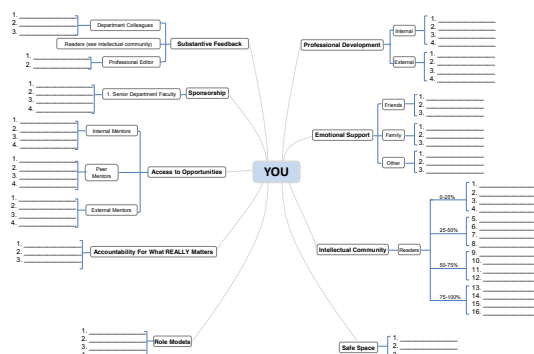 1.
2.
3.
Department Colleagues
Readers (see intellectual community)
Substantive Feedback
1.
2.
Professional Editor
1.
2.
3.
4.
1. Senior Department Faculty
Sponsorship
1.
2.
3.
4.
Internal Mentors
1.
2.
3.
4.
Peer
Mentors
Access to Opportunities
1.
2.
3.
4.
External Mentors
1.
2.
3.
Accountability For What REALLY Matters
1.
2.
3.
Role Models
YOU
Professional Development
Internal
1.
2.
3.
4.
External
1.
2.
3.
4.
Emotional Support
Friends
1.
2.
3.
Family
1.
2.
3.
Other
1.
2.
3.
Intellectual Community
Readers
0-25%
1.
2.
3.
4.
25-50%
5.
6.
7.
8.
50-75%
9.
10.
11.
12.
75-100%
13.
14.
15.
16.
Safe Space
1.
2.